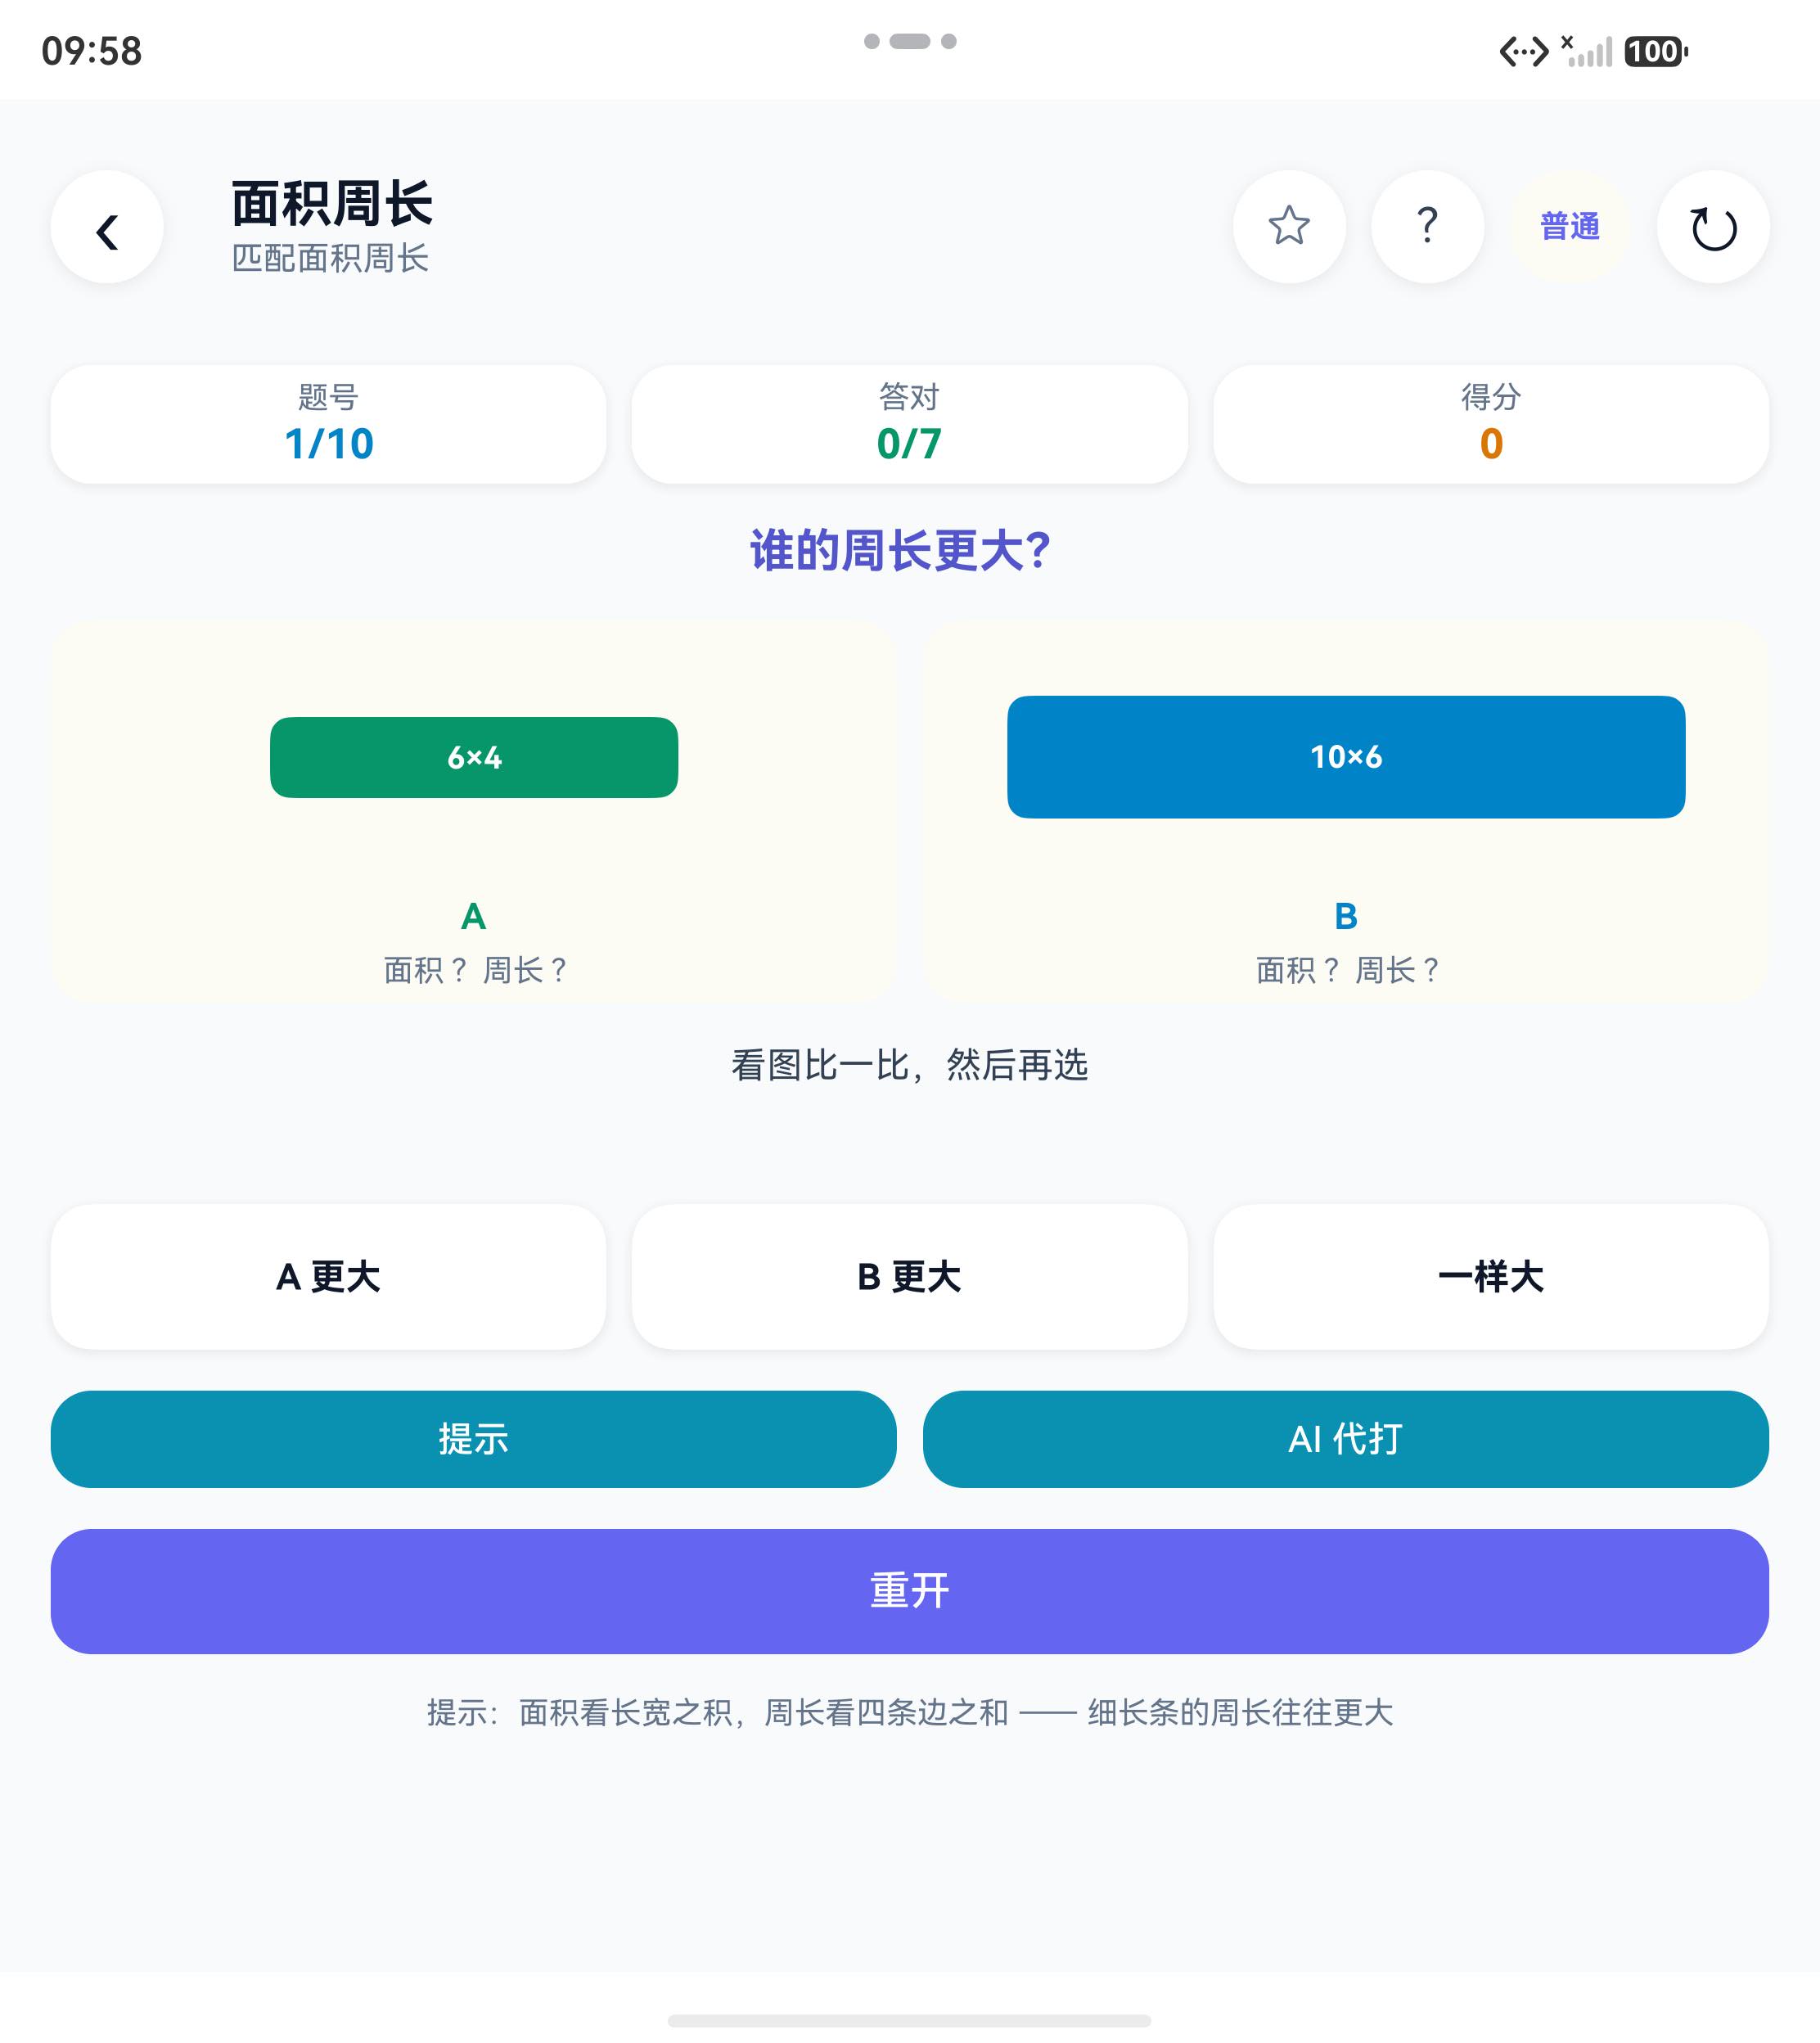 09:58
100
面积周长
匹配面积周长
?
普通
题号
1/10
答对
0/7
得分
0
谁的周长更大?
6×4
10×6
A
面积? 周长?
B
面积? 周长?
看图比一比，然后再选
A 更大
B 更大
一样大
提示
AI 代打
重开
提示：面积看长宽之积，周长看四条边之和 —— 细长条的周长往往更大